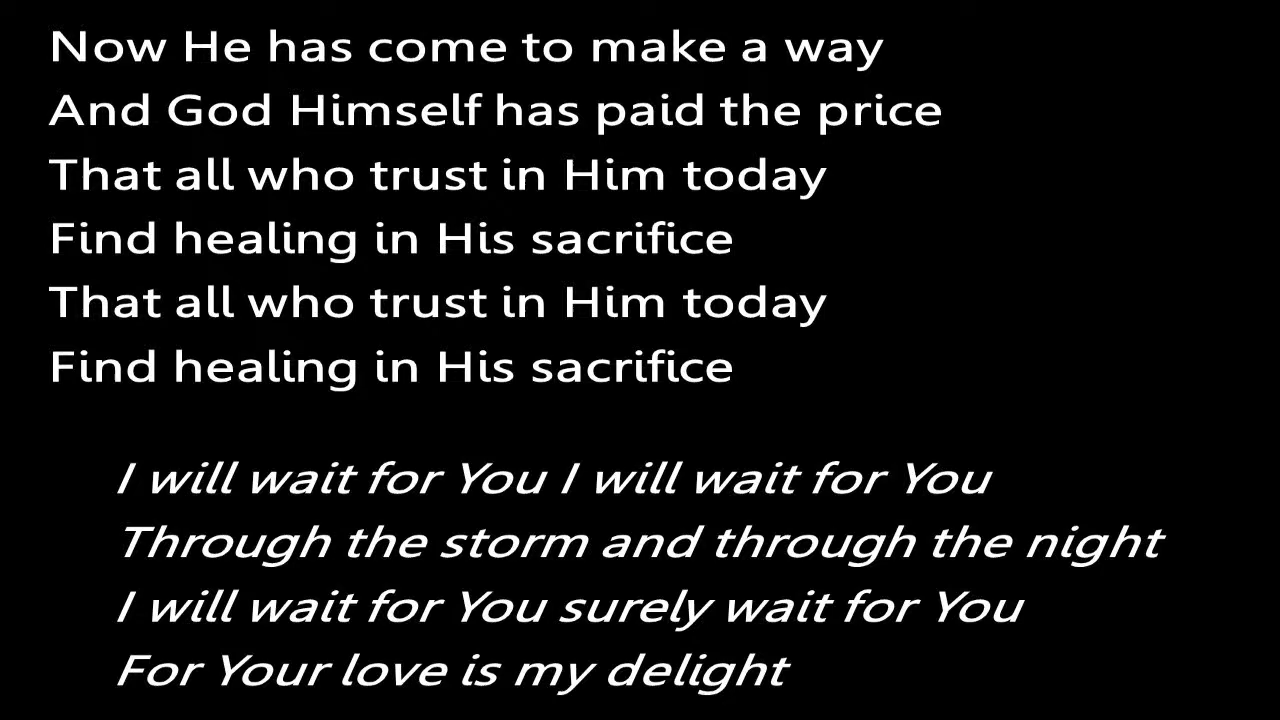 Now He has come to make a way
And God Himself has paid the price
That all who trust in Him today
Find healing in His sacrifice
That all who trust in Him today
Find healing in His sacrifice
I will wait for You I will wait for You
Through the storm and through the night
I will wait for You surely wait for You
For Your love is my delight